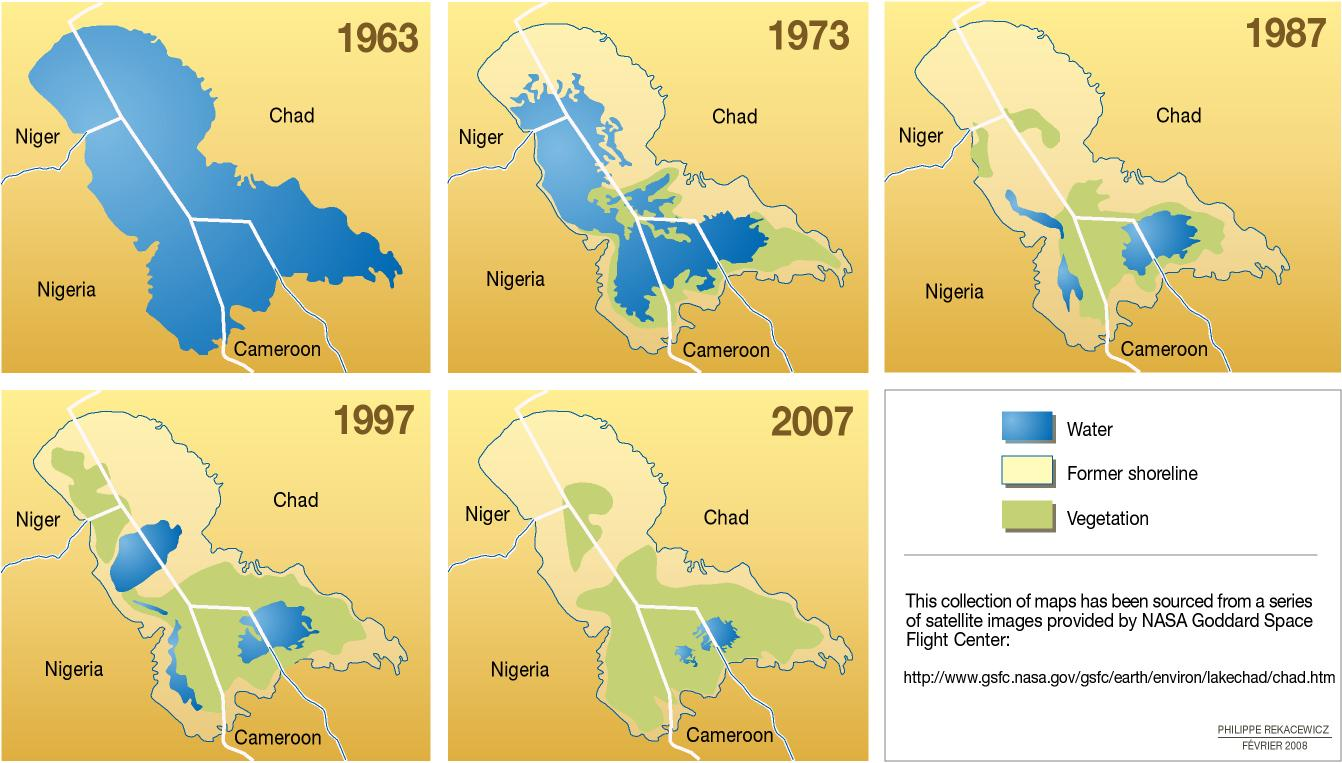 1963
Chad
Niger
Nigeria
Cameroon
1973
Chad
Niger
Nigeria
Cameroon
1987
Chad
Niger
Nigeria
Cameroon
1997
Chad
Niger
Nigeria
Cameroon
2007
Chad
Niger
Nigeria
Cameroon
Water
Former shoreline
Vegetation
This collection of maps has been sourced from a series
of satellite images provided by NASA Goddard Space
Flight Center:
http://www.gsfc.nasa.gov/gsfc/earth/environ/lakechad/chad.htm
PHILIPPE REKACEWICZ
FÉVRIER 2008